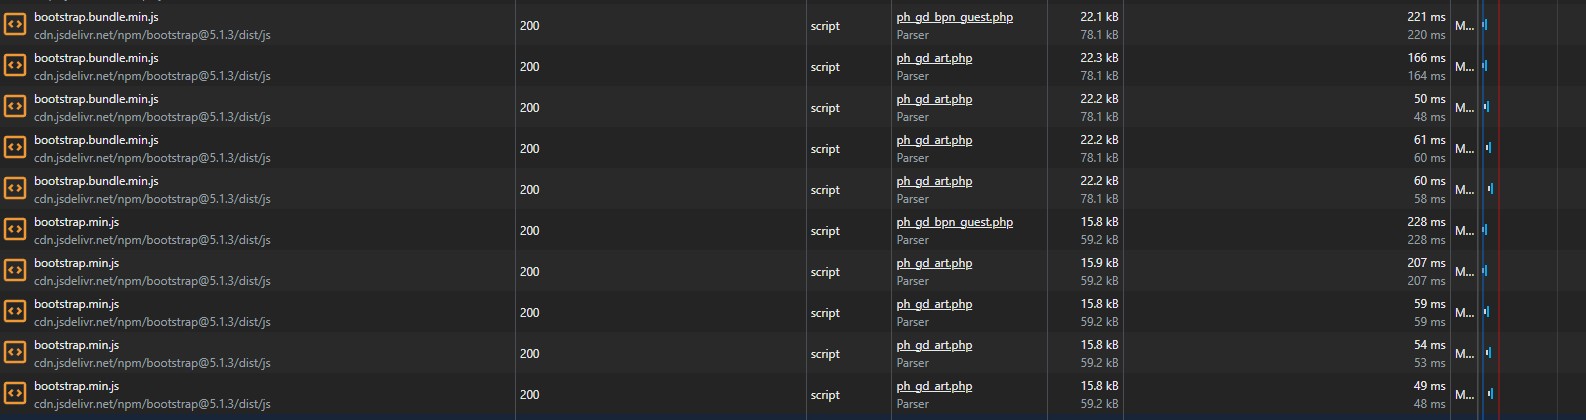 bootstrap.bundle.min.js 200 script ph_gd_bpn_guest.php 22.1 kB 221 ms M...
cdn.jsdelivr.net/npm/bootstrap@5.1.3/dist/js Parser 78.1 kB 220 ms
bootstrap.bundle.min.js 200 script ph_gd_art.php 22.3 kB 166 ms M...
cdn.jsdelivr.net/npm/bootstrap@5.1.3/dist/js Parser 78.1 kB 164 ms
bootstrap.bundle.min.js 200 script ph_gd_art.php 22.2 kB 50 ms M...
cdn.jsdelivr.net/npm/bootstrap@5.1.3/dist/js Parser 78.1 kB 48 ms
bootstrap.bundle.min.js 200 script ph_gd_art.php 22.2 kB 61 ms M...
cdn.jsdelivr.net/npm/bootstrap@5.1.3/dist/js Parser 78.1 kB 60 ms
bootstrap.bundle.min.js 200 script ph_gd_art.php 22.2 kB 60 ms M...
cdn.jsdelivr.net/npm/bootstrap@5.1.3/dist/js Parser 78.1 kB 58 ms
bootstrap.min.js 200 script ph_gd_bpn_guest.php 15.8 kB 228 ms M...
cdn.jsdelivr.net/npm/bootstrap@5.1.3/dist/js Parser 59.2 kB 228 ms
bootstrap.min.js 200 script ph_gd_art.php 15.9 kB 207 ms M...
cdn.jsdelivr.net/npm/bootstrap@5.1.3/dist/js Parser 59.2 kB 207 ms
bootstrap.min.js 200 script ph_gd_art.php 15.8 kB 59 ms M...
cdn.jsdelivr.net/npm/bootstrap@5.1.3/dist/js Parser 59.2 kB 59 ms
bootstrap.min.js 200 script ph_gd_art.php 15.8 kB 54 ms M...
cdn.jsdelivr.net/npm/bootstrap@5.1.3/dist/js Parser 59.2 kB 53 ms
bootstrap.min.js 200 script ph_gd_art.php 15.8 kB 49 ms M...
cdn.jsdelivr.net/npm/bootstrap@5.1.3/dist/js Parser 59.2 kB 48 ms